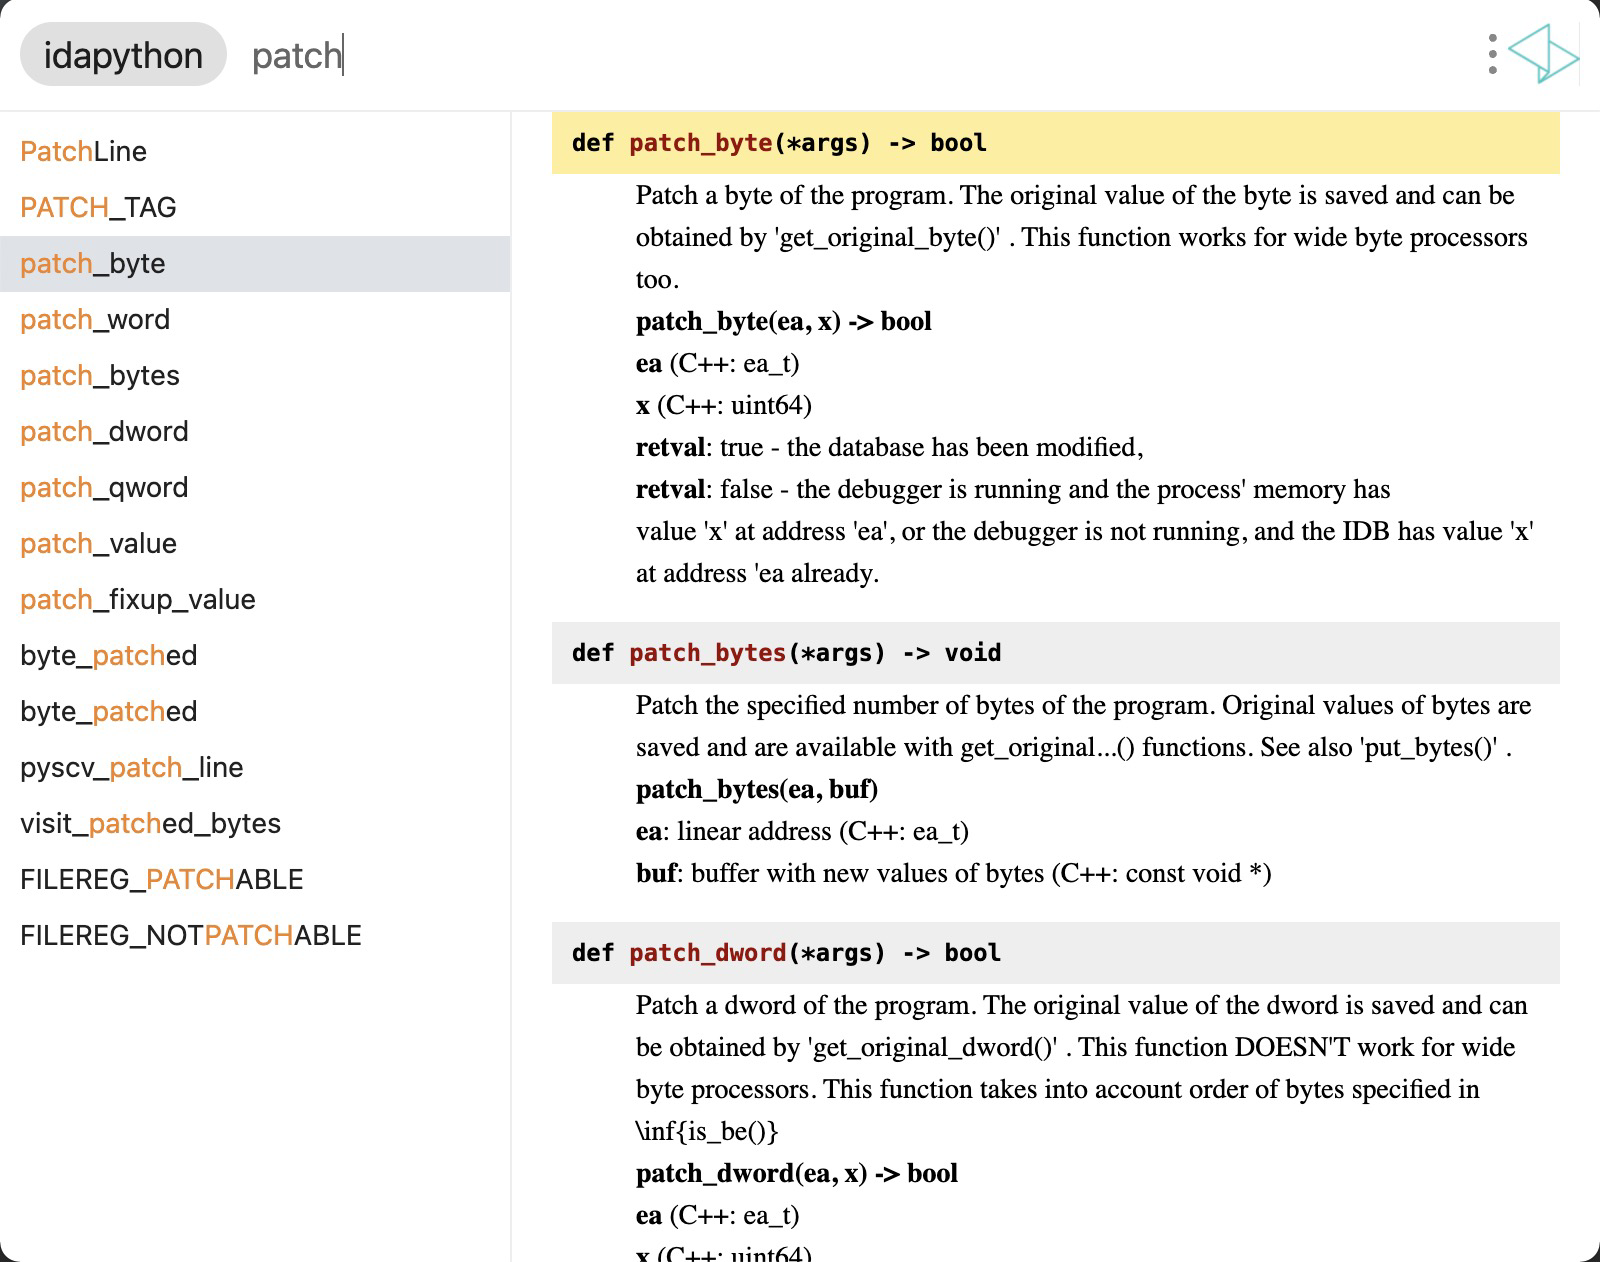 idapython patch
PatchLine
PATCH_TAG
patch_byte
patch_word
patch_bytes
patch_dword
patch_qword
patch_value
patch_fixup_value
byte_patched
byte_patched
pyscv_patch_line
visit_patched_bytes
FILEREG_PATCHABLE
FILEREG_NOTPATCHABLE
def patch_byte(*args) -> bool
Patch a byte of the program. The original value of the byte is saved and can be
obtained by 'get_original_byte()' . This function works for wide byte processors
too.
patch_byte(ea, x) -> bool
ea (C++: ea_t)
x (C++: uint64)
retval: true - the database has been modified,
retval: false - the debugger is running and the process' memory has
value 'x' at address 'ea', or the debugger is not running, and the IDB has value 'x'
at address 'ea already.
def patch_bytes(*args) -> void
Patch the specified number of bytes of the program. Original values of bytes are
saved and are available with get_original...() functions. See also 'put_bytes()' .
patch_bytes(ea, buf)
ea: linear address (C++: ea_t)
buf: buffer with new values of bytes (C++: const void *)
def patch_dword(*args) -> bool
Patch a dword of the program. The original value of the dword is saved and can
be obtained by 'get_original_dword()' . This function DOESN'T work for wide
byte processors. This function takes into account order of bytes specified in
\inf{is_be()}
patch_dword(ea, x) -> bool
ea (C++: ea_t)
x (C++: uint64)